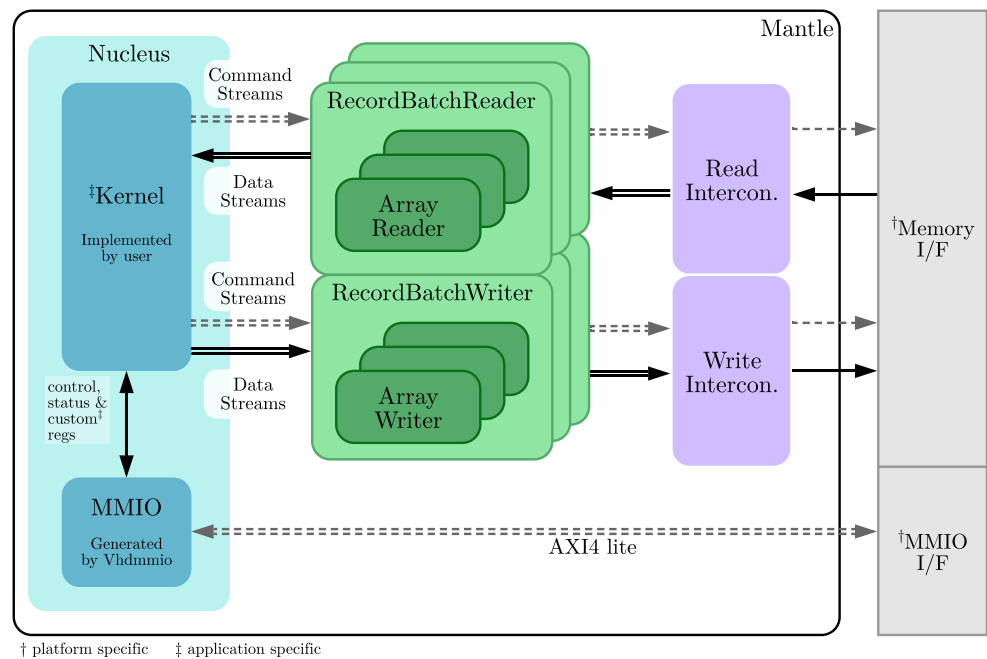 Mantle
Nucleus
Command
Streams
RecordBatchReader
‡Kernel
Implemented
by user
Data
Streams
Array
Reader
Read
Intercon.
†Memory
I/F
Command
Streams
RecordBatchWriter
Data
Streams
Array
Writer
Write
Intercon.
control,
status &
custom‡
regs
MMIO
Generated
by Vhdmmio
AXI4 lite
†MMIO
I/F
† platform specific ‡ application specific